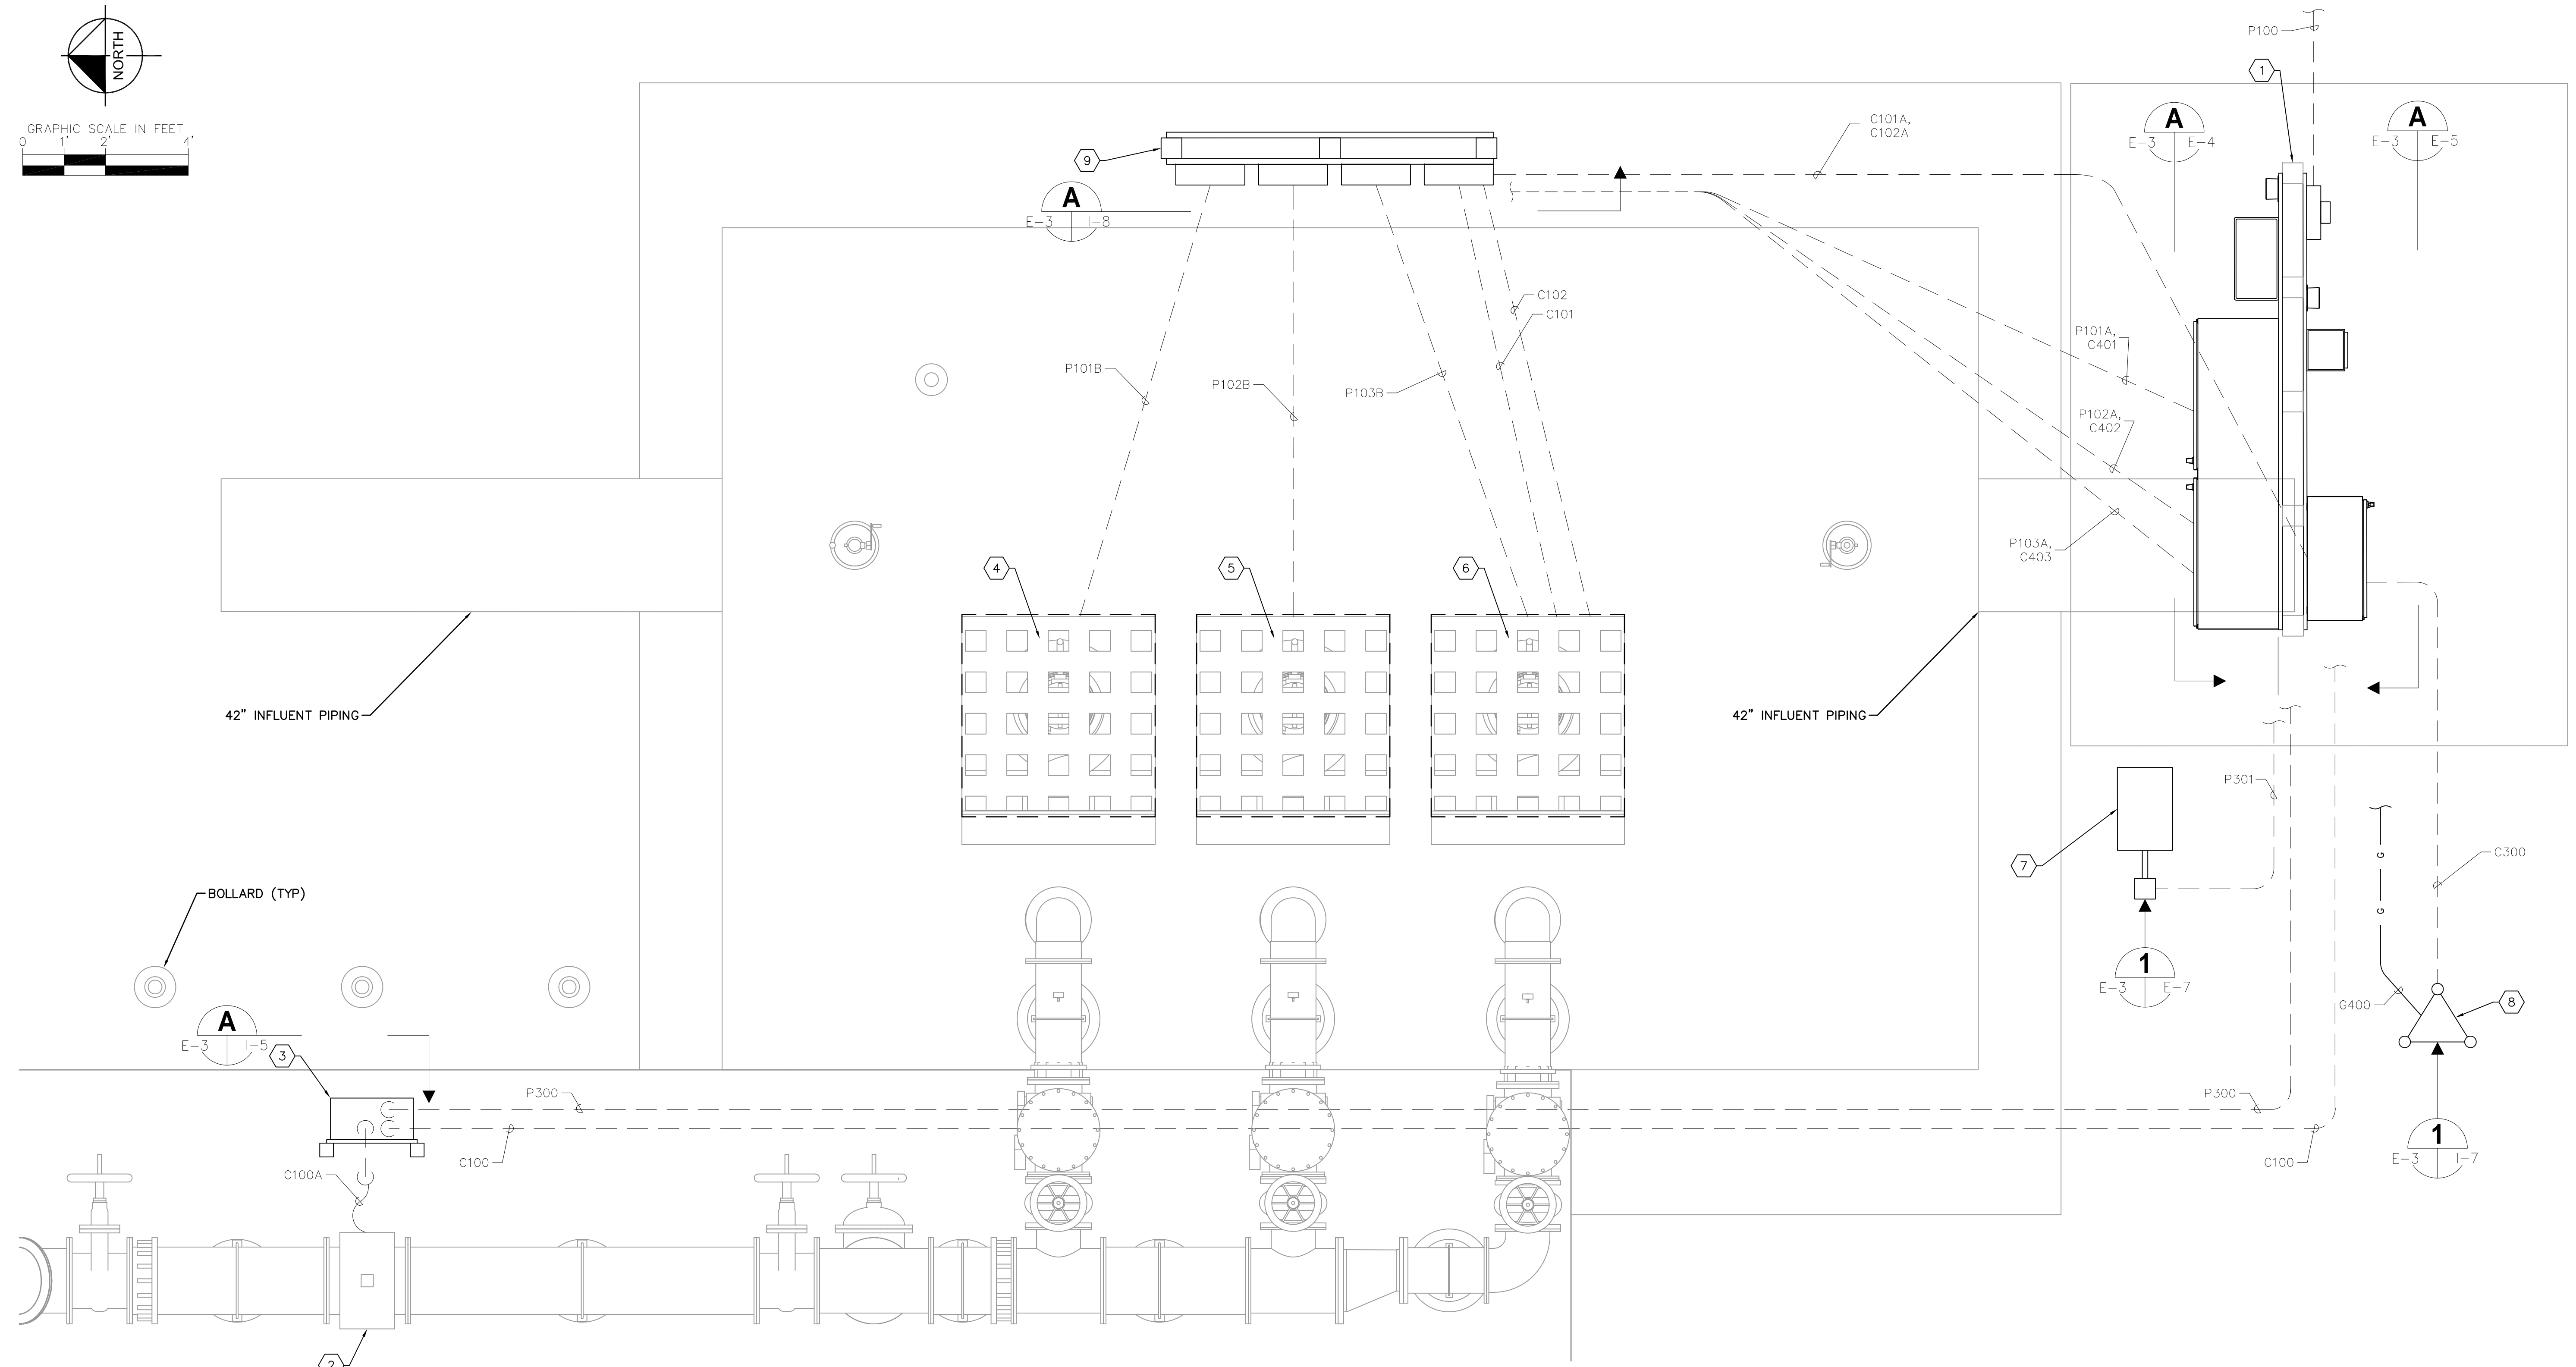 NORTH
GRAPHIC SCALE IN FEET
0 1' 2' 4'
P100
1
A
E-3 E-4
A
E-3 E-5
C101A,
C102A
9
A
E-3 I-8
C102
C101
P101B
P102B
P103B
P101A,
C401
P102A,
C402
P103A,
C403
4
5
6
42" INFLUENT PIPING
42" INFLUENT PIPING
P301
7
G
G
C300
BOLLARD (TYP)
1
E-3 E-7
G400
8
A
E-3 I-5
3
P300
P300
C100
C100
1
E-3 I-7
C100A
2